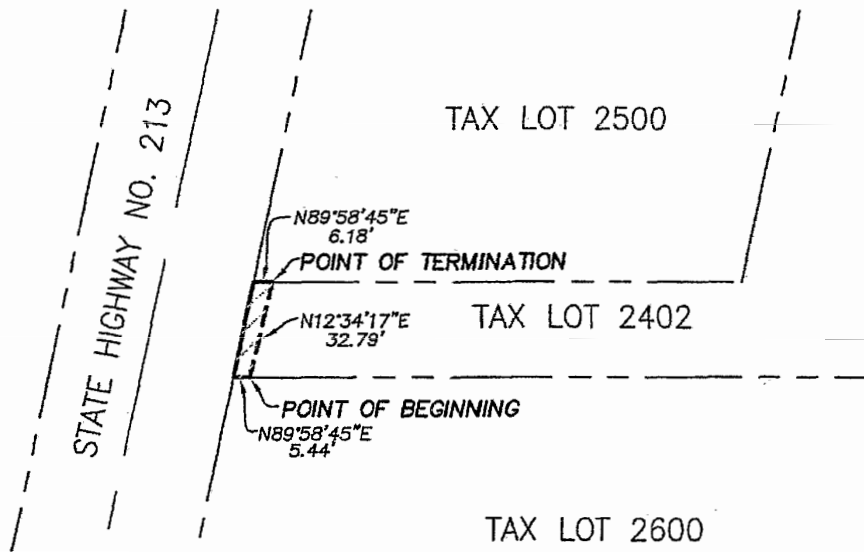 TAX LOT 2500
STATE HIGHWAY NO. 213
N89°58'45"E
6.18'
POINT OF TERMINATION
N12°34'17"E
32.79'
TAX LOT 2402
POINT OF BEGINNING
N89°58'45"E
5.44'
TAX LOT 2600